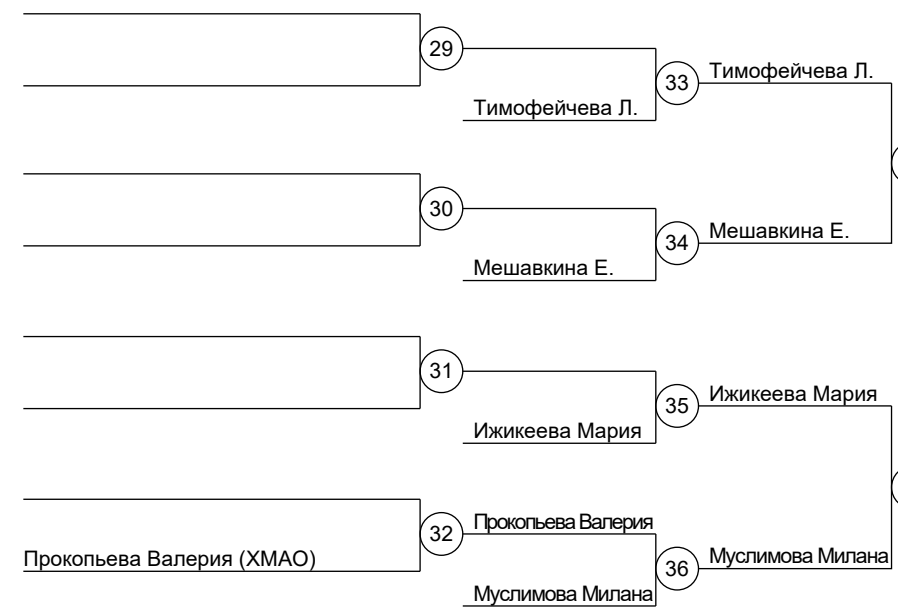 29
Тимофейчева Л.
33
Тимофейчева Л.
30
Мешавкина Е.
34
Мешавкина Е.
31
Ижикеева Мария
35
Ижикеева Мария
Прокопьева Валерия (ХМАО)
32
Прокопьева Валерия
Муслимова Милана
36
Муслимова Милана